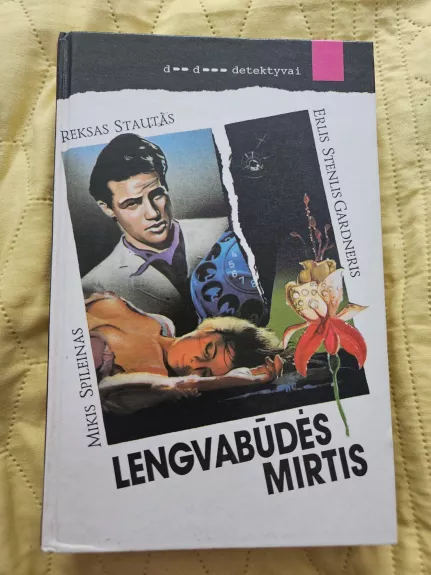 d▪▪ d▪▪▪ detektyvai
REKSAS STAUTAS
ERLIS STENLIS GARDNERIS
MIKIS SPILEINAS
LENGVABŪDĖS
MIRTIS